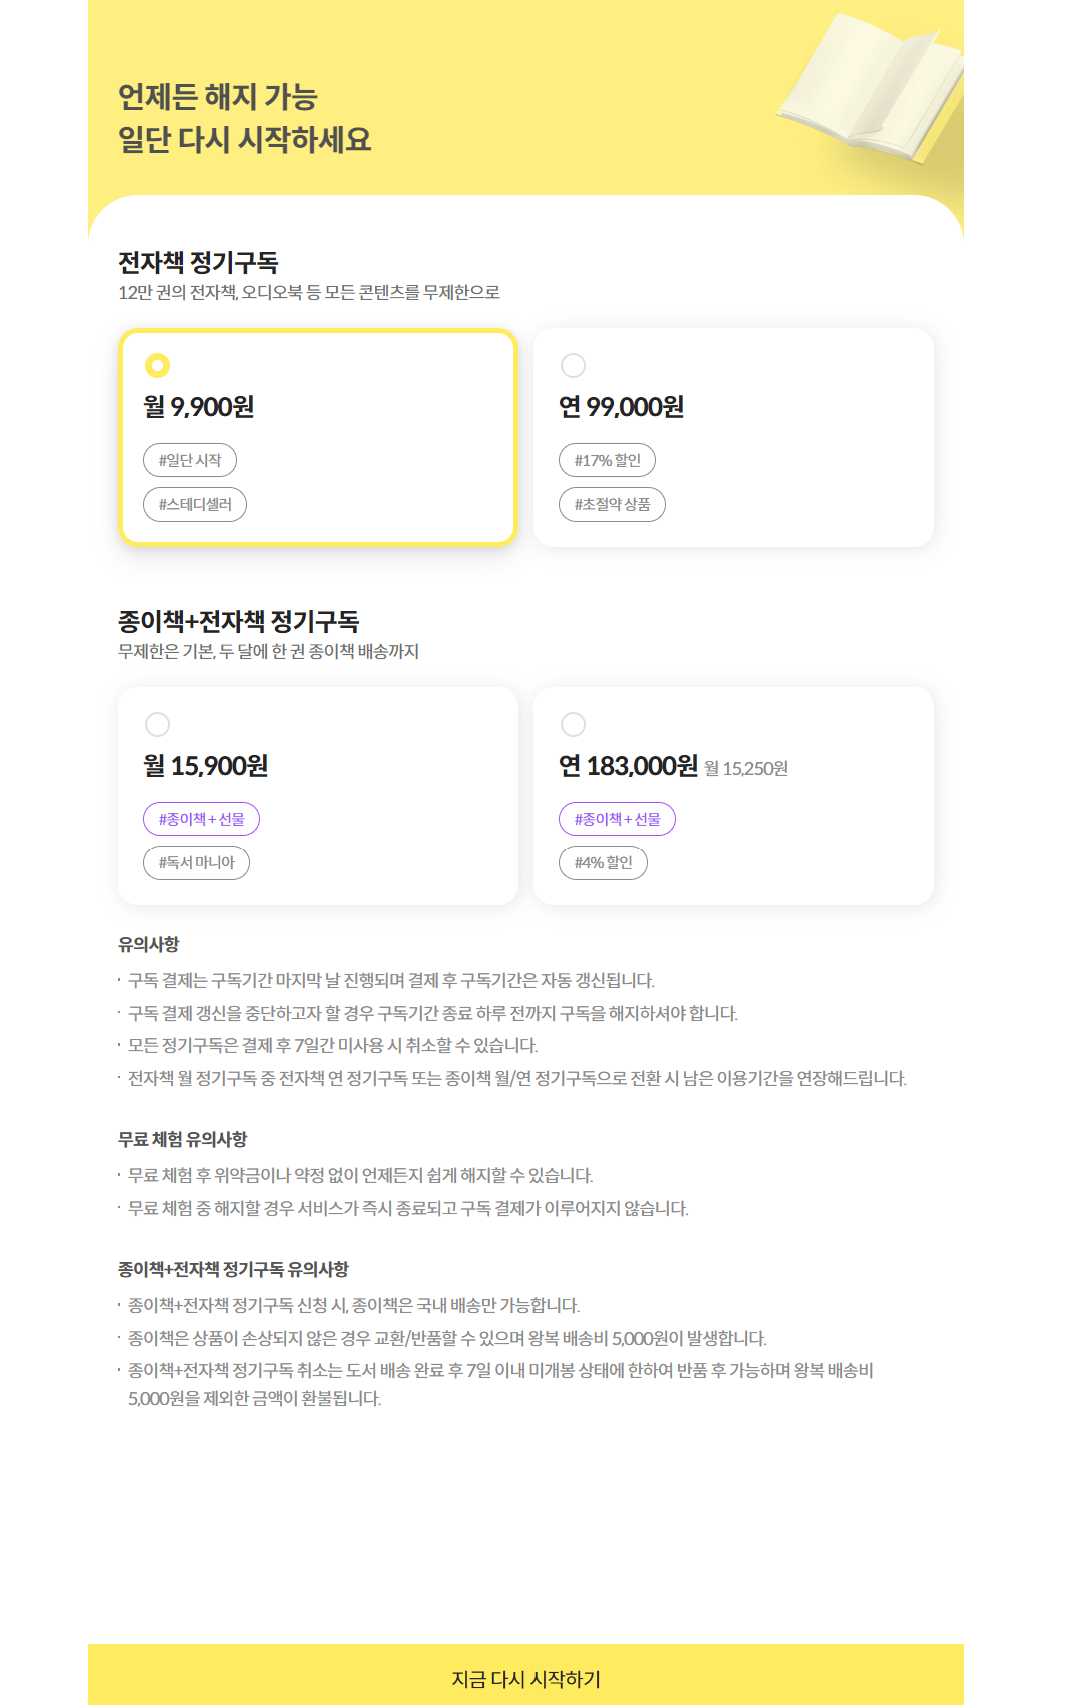 언제든 해지 가능
일단 다시 시작하세요
전자책 정기구독
12만 권의 전자책, 오디오북 등 모든 콘텐츠를 무제한으로
월 9,900원
#일단 시작
#스테디셀러
연 99,000원
#17% 할인
#초절약 상품
종이책+전자책 정기구독
무제한은 기본, 두 달에 한 권 종이책 배송까지
월 15,900원
#종이책 + 선물
#독서 마니아
연 183,000원 월 15,250원
#종이책 + 선물
#4% 할인
유의사항
· 구독 결제는 구독기간 마지막 날 진행되며 결제 후 구독기간은 자동 갱신됩니다.
· 구독 결제 갱신을 중단하고자 할 경우 구독기간 종료 하루 전까지 구독을 해지하셔야 합니다.
· 모든 정기구독은 결제 후 7일간 미사용 시 취소할 수 있습니다.
· 전자책 월 정기구독 중 전자책 연 정기구독 또는 종이책 월/연 정기구독으로 전환 시 남은 이용기간을 연장해드립니다.
무료 체험 유의사항
· 무료 체험 후 위약금이나 약정 없이 언제든지 쉽게 해지할 수 있습니다.
· 무료 체험 중 해지할 경우 서비스가 즉시 종료되고 구독 결제가 이루어지지 않습니다.
종이책+전자책 정기구독 유의사항
· 종이책+전자책 정기구독 신청 시, 종이책은 국내 배송만 가능합니다.
· 종이책은 상품이 손상되지 않은 경우 교환/반품할 수 있으며 왕복 배송비 5,000원이 발생합니다.
· 종이책+전자책 정기구독 취소는 도서 배송 완료 후 7일 이내 미개봉 상태에 한하여 반품 후 가능하며 왕복 배송비
5,000원을 제외한 금액이 환불됩니다.
지금 다시 시작하기